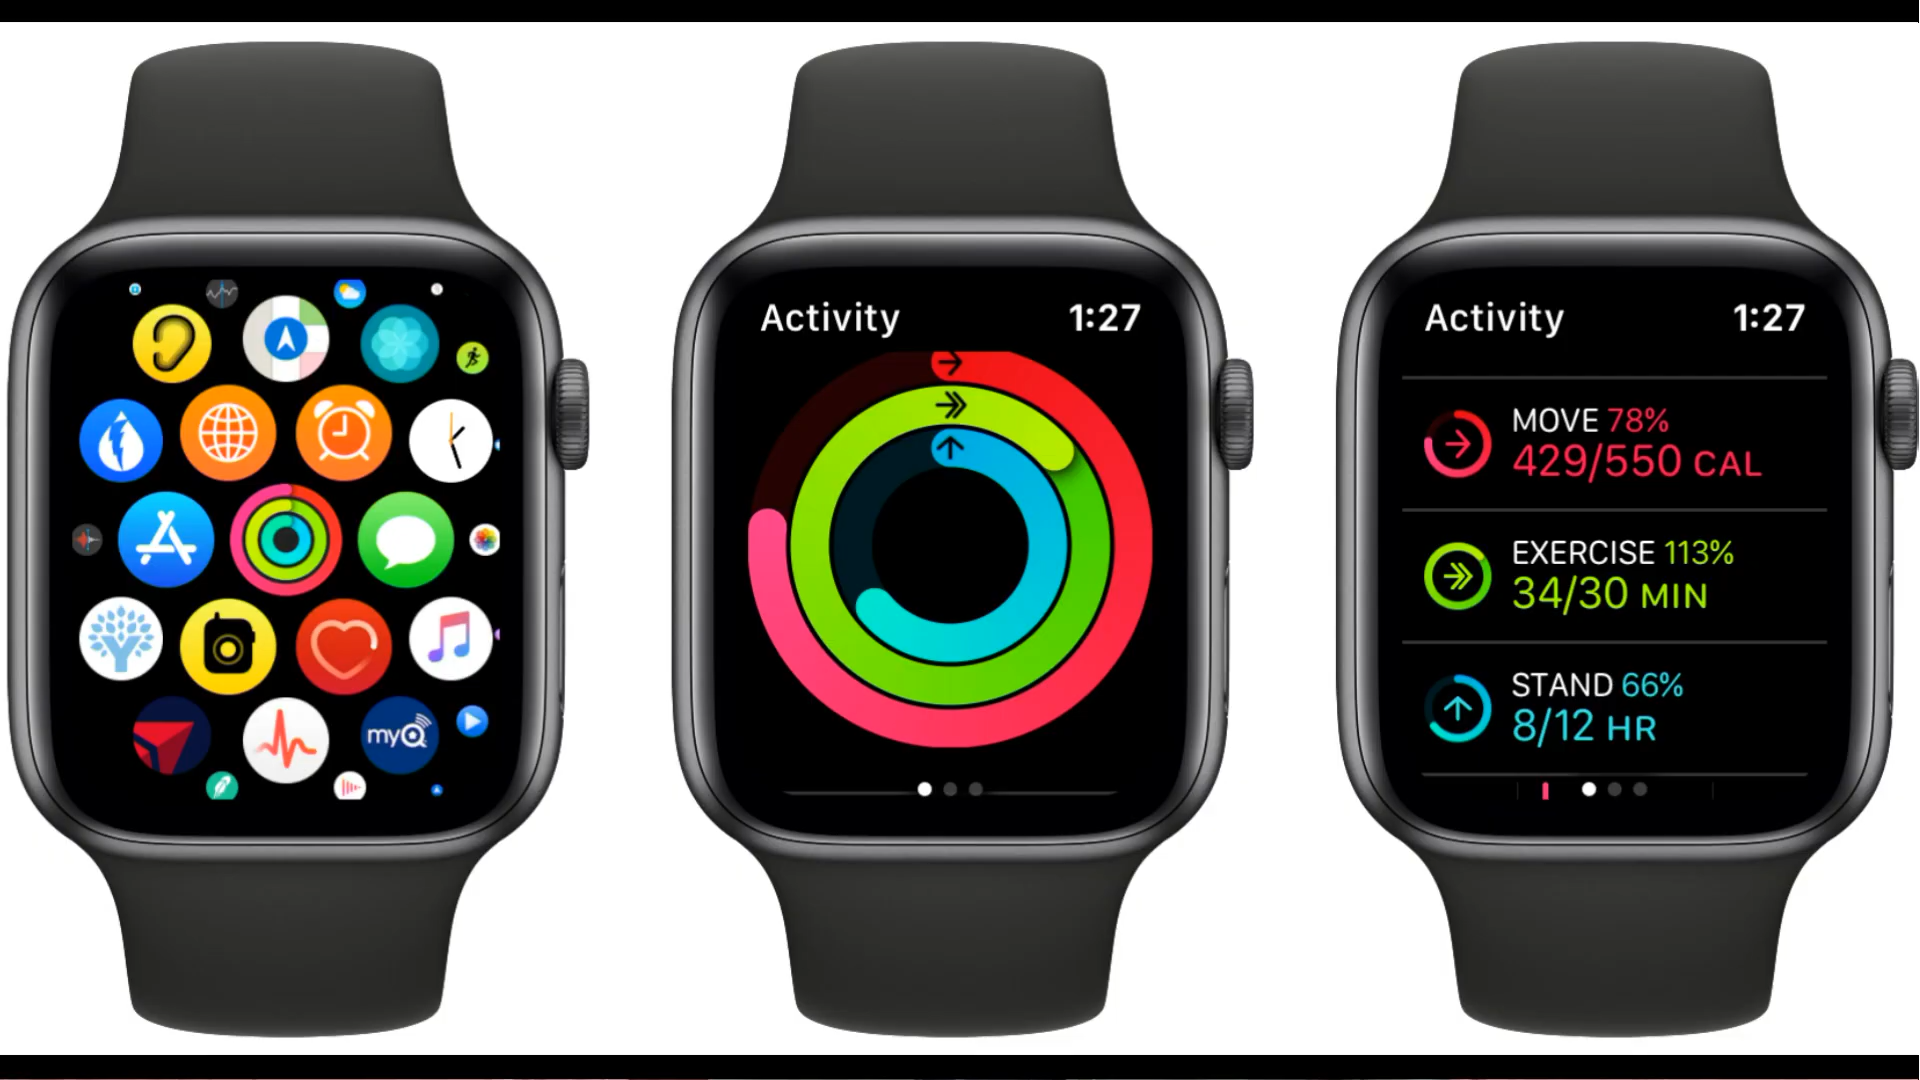 myQ
Activity 1:27
Activity 1:27
MOVE 78%
429/550 CAL
EXERCISE 113%
34/30 MIN
STAND 66%
8/12 HR